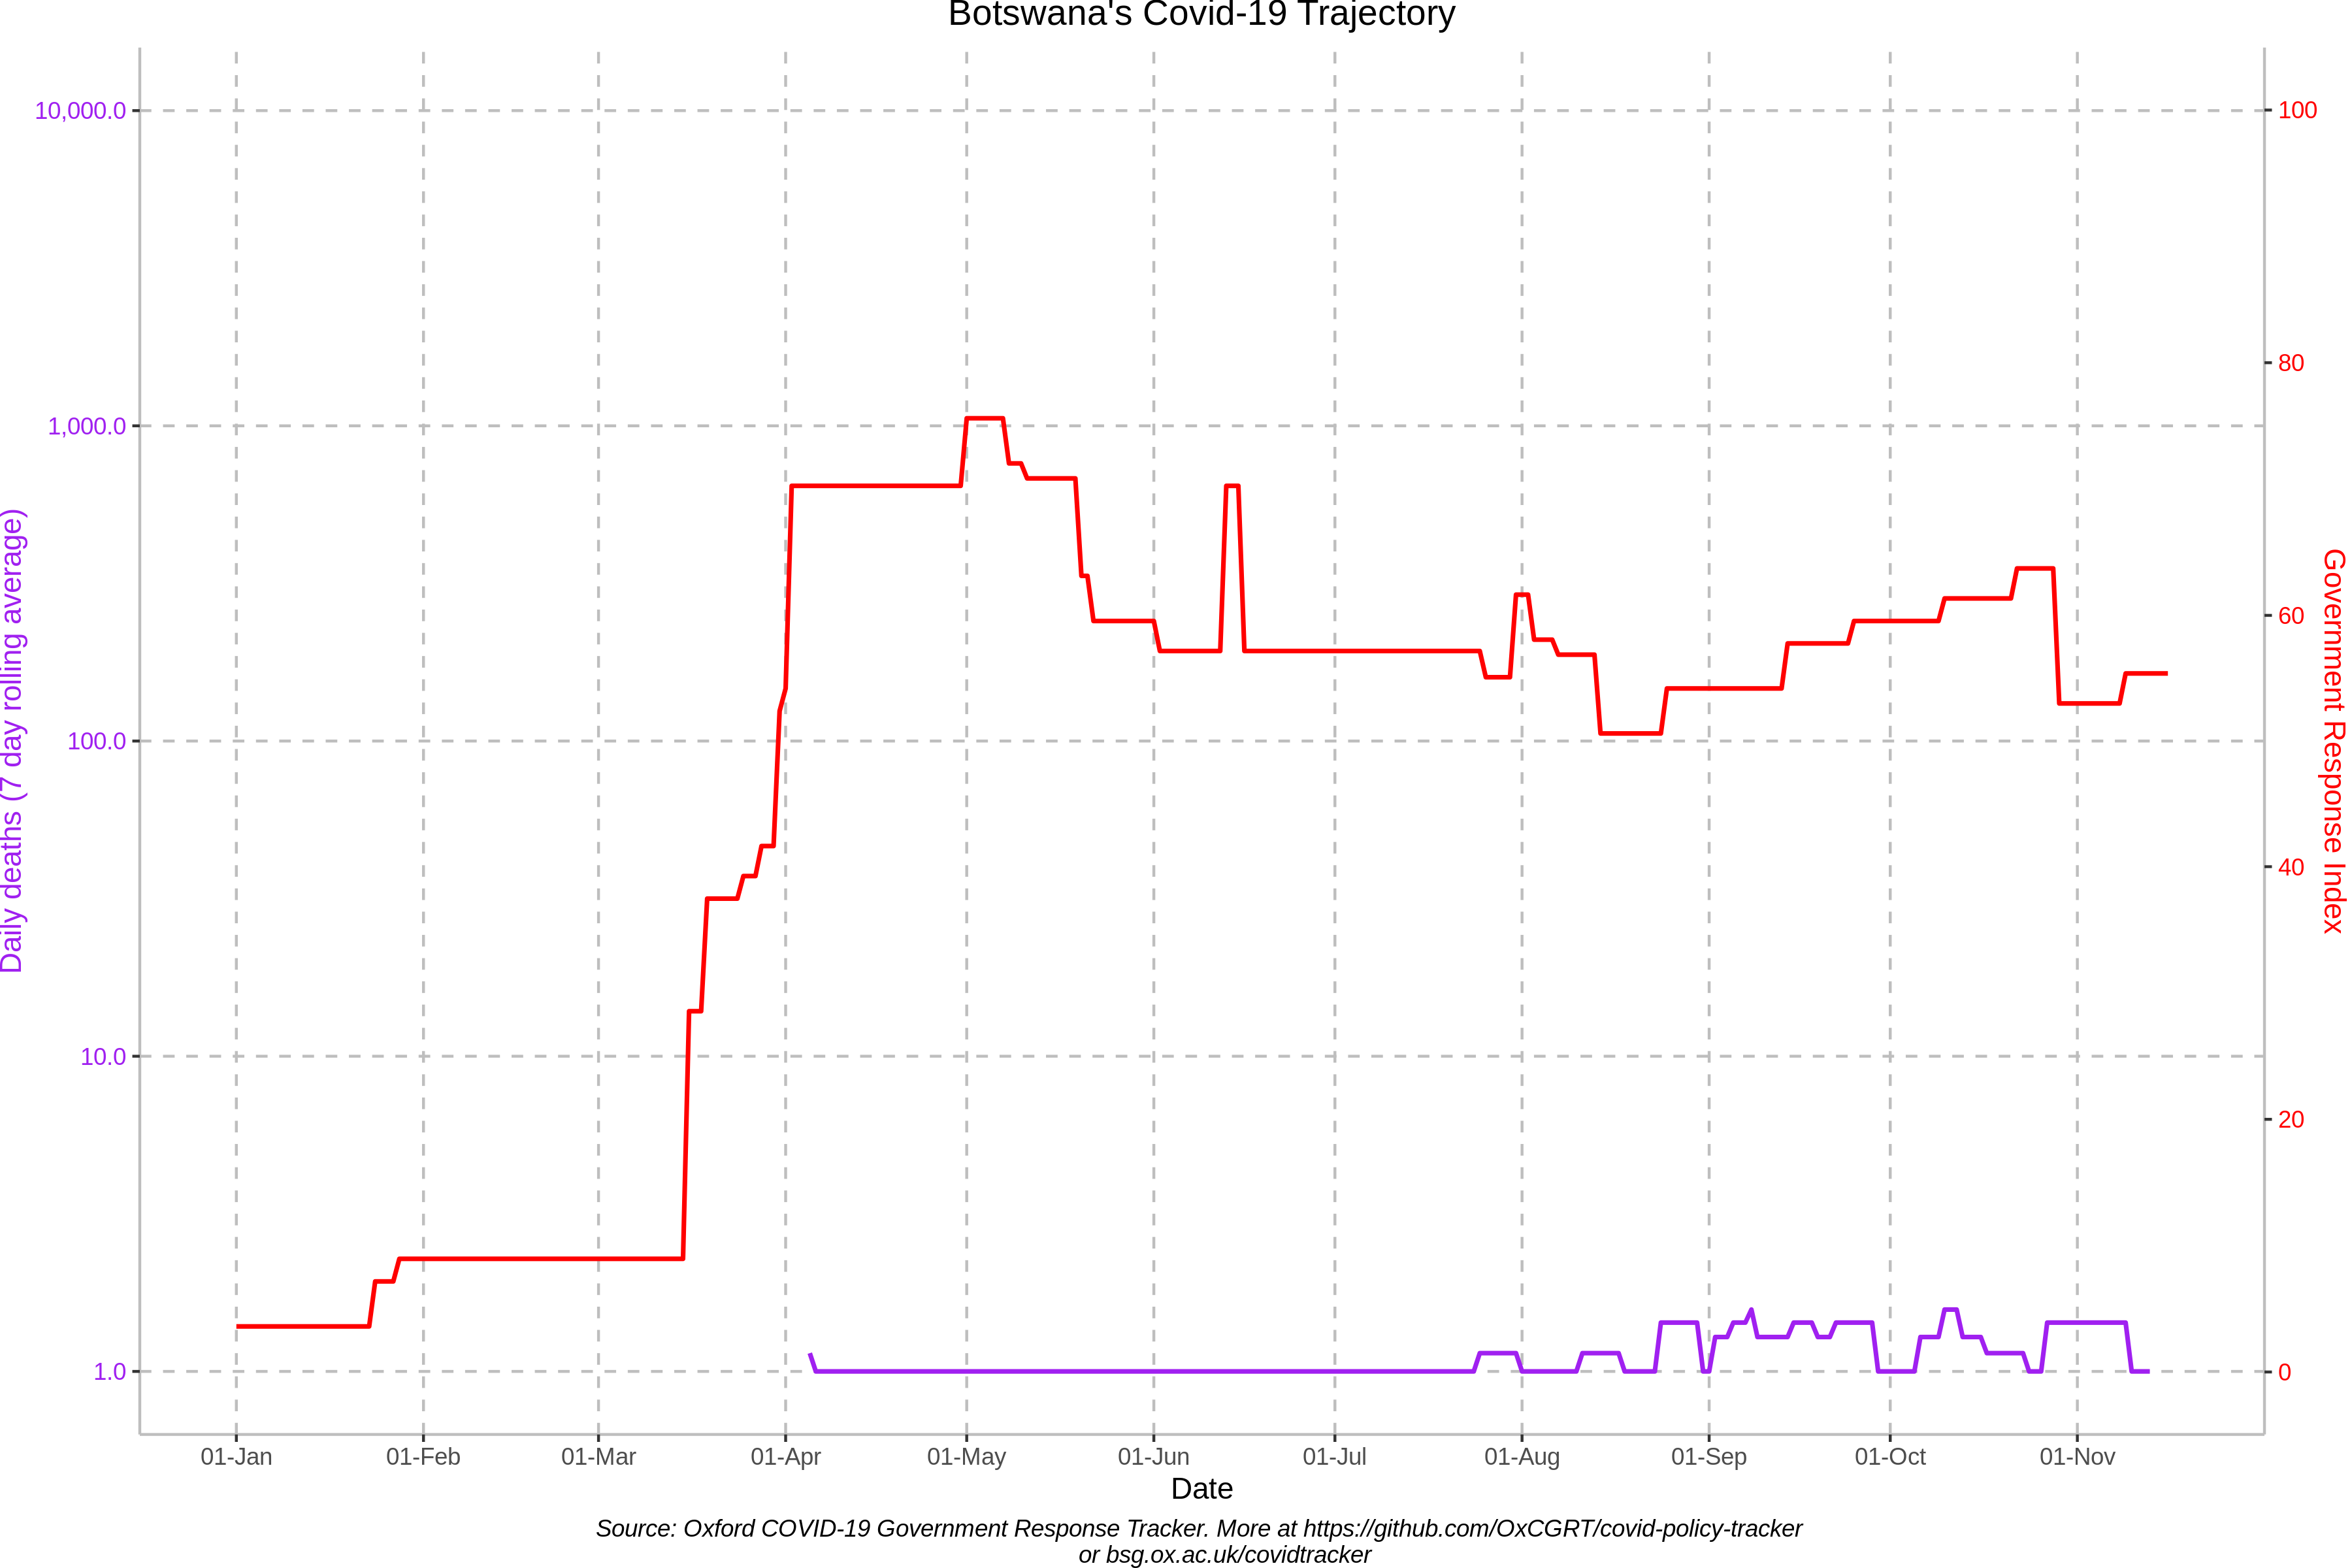 Botswana's Covid-19 Trajectory
10,000.0
1,000.0
100.0
10.0
1.0
Daily deaths (7 day rolling average)
100
80
60
40
20
0
Government Response Index
01-Jan
01-Feb
01-Mar
01-Apr
01-May
01-Jun
01-Jul
01-Aug
01-Sep
01-Oct
01-Nov
Date
Source: Oxford COVID-19 Government Response Tracker. More at https://github.com/OxCGRT/covid-policy-tracker
or bsg.ox.ac.uk/covidtracker